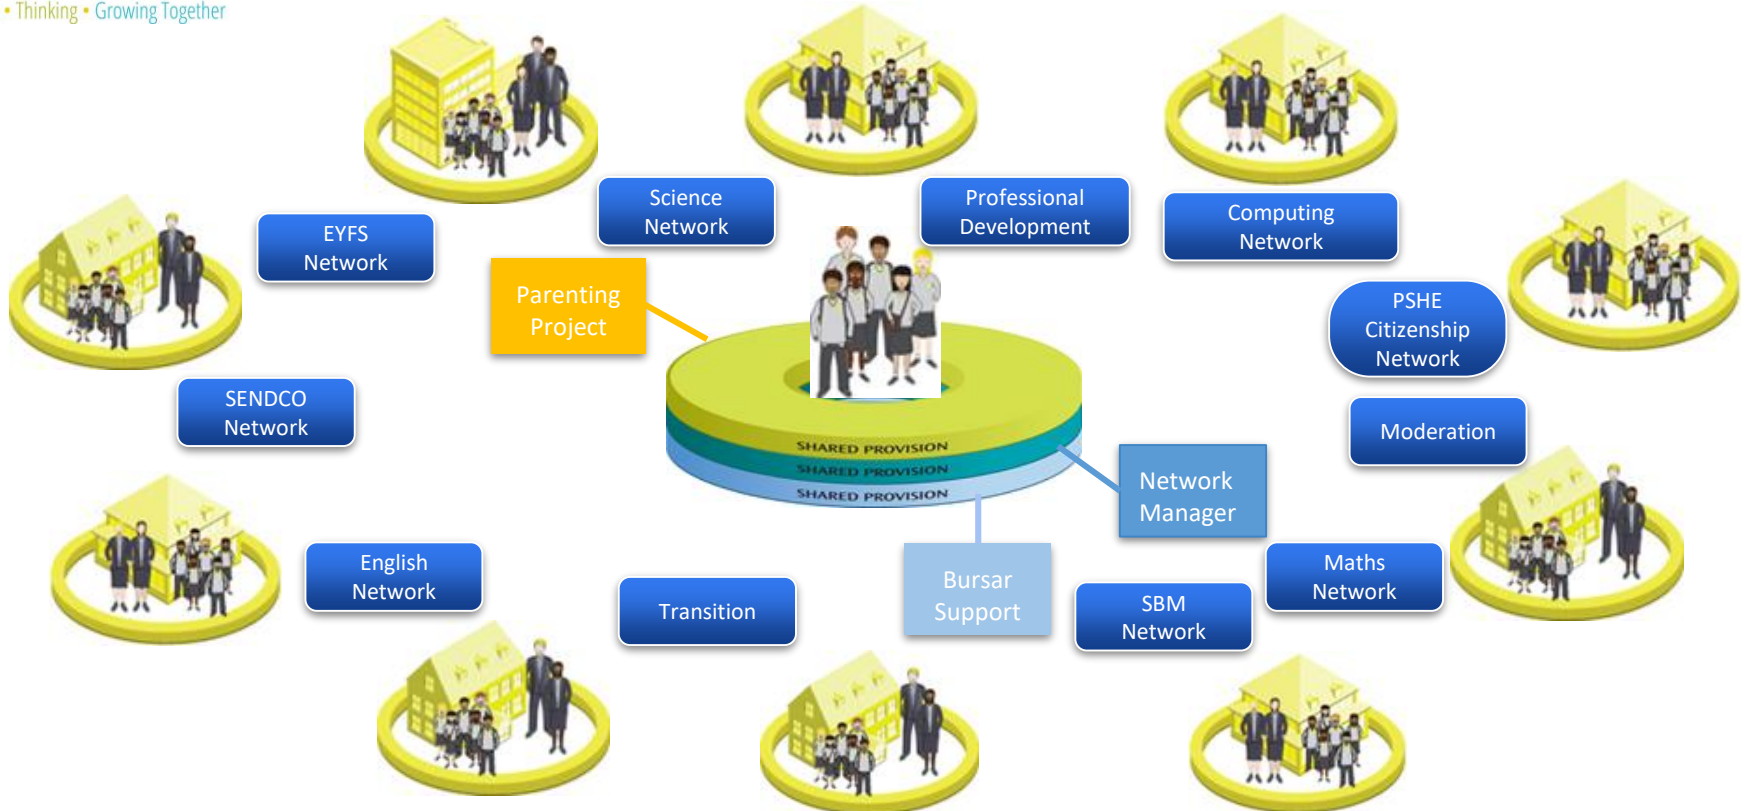 • Thinking • Growing Together
Science
Network
Professional
Development
Computing
Network
EYFS
Network
Parenting
Project
PSHE
Citizenship
Network
SENDCO
Network
Moderation
SHARED PROVISION
SHARED PROVISION
SHARED PROVISION
Network
Manager
English
Network
Transition
Bursar
Support
SBM
Network
Maths
Network